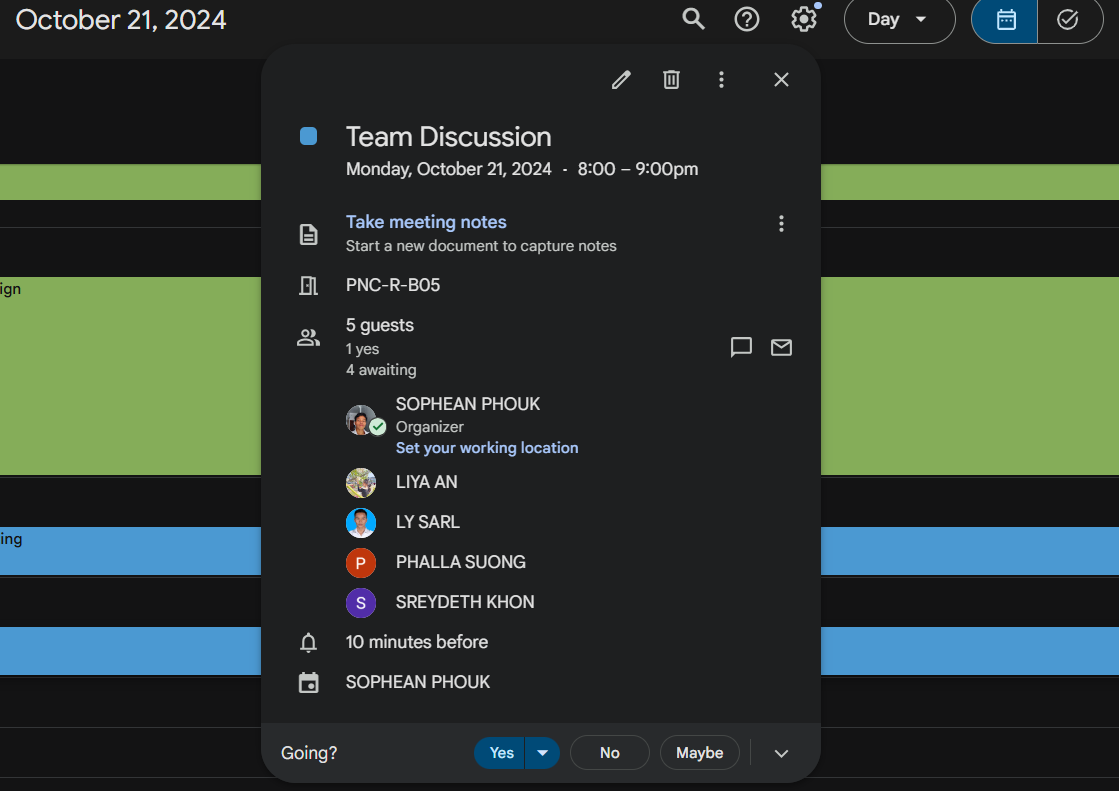 October 21, 2024
Day
Team Discussion
Monday, October 21, 2024 · 8:00 – 9:00pm
Take meeting notes
Start a new document to capture notes
ign
PNC-R-B05
5 guests
1 yes
4 awaiting
SOPHEAN PHOUK
Organizer
Set your working location
LIYA AN
LY SARL
ing
PHALLA SUONG
P
SREYDETH KHON
S
10 minutes before
SOPHEAN PHOUK
Going?
Yes
No
Maybe